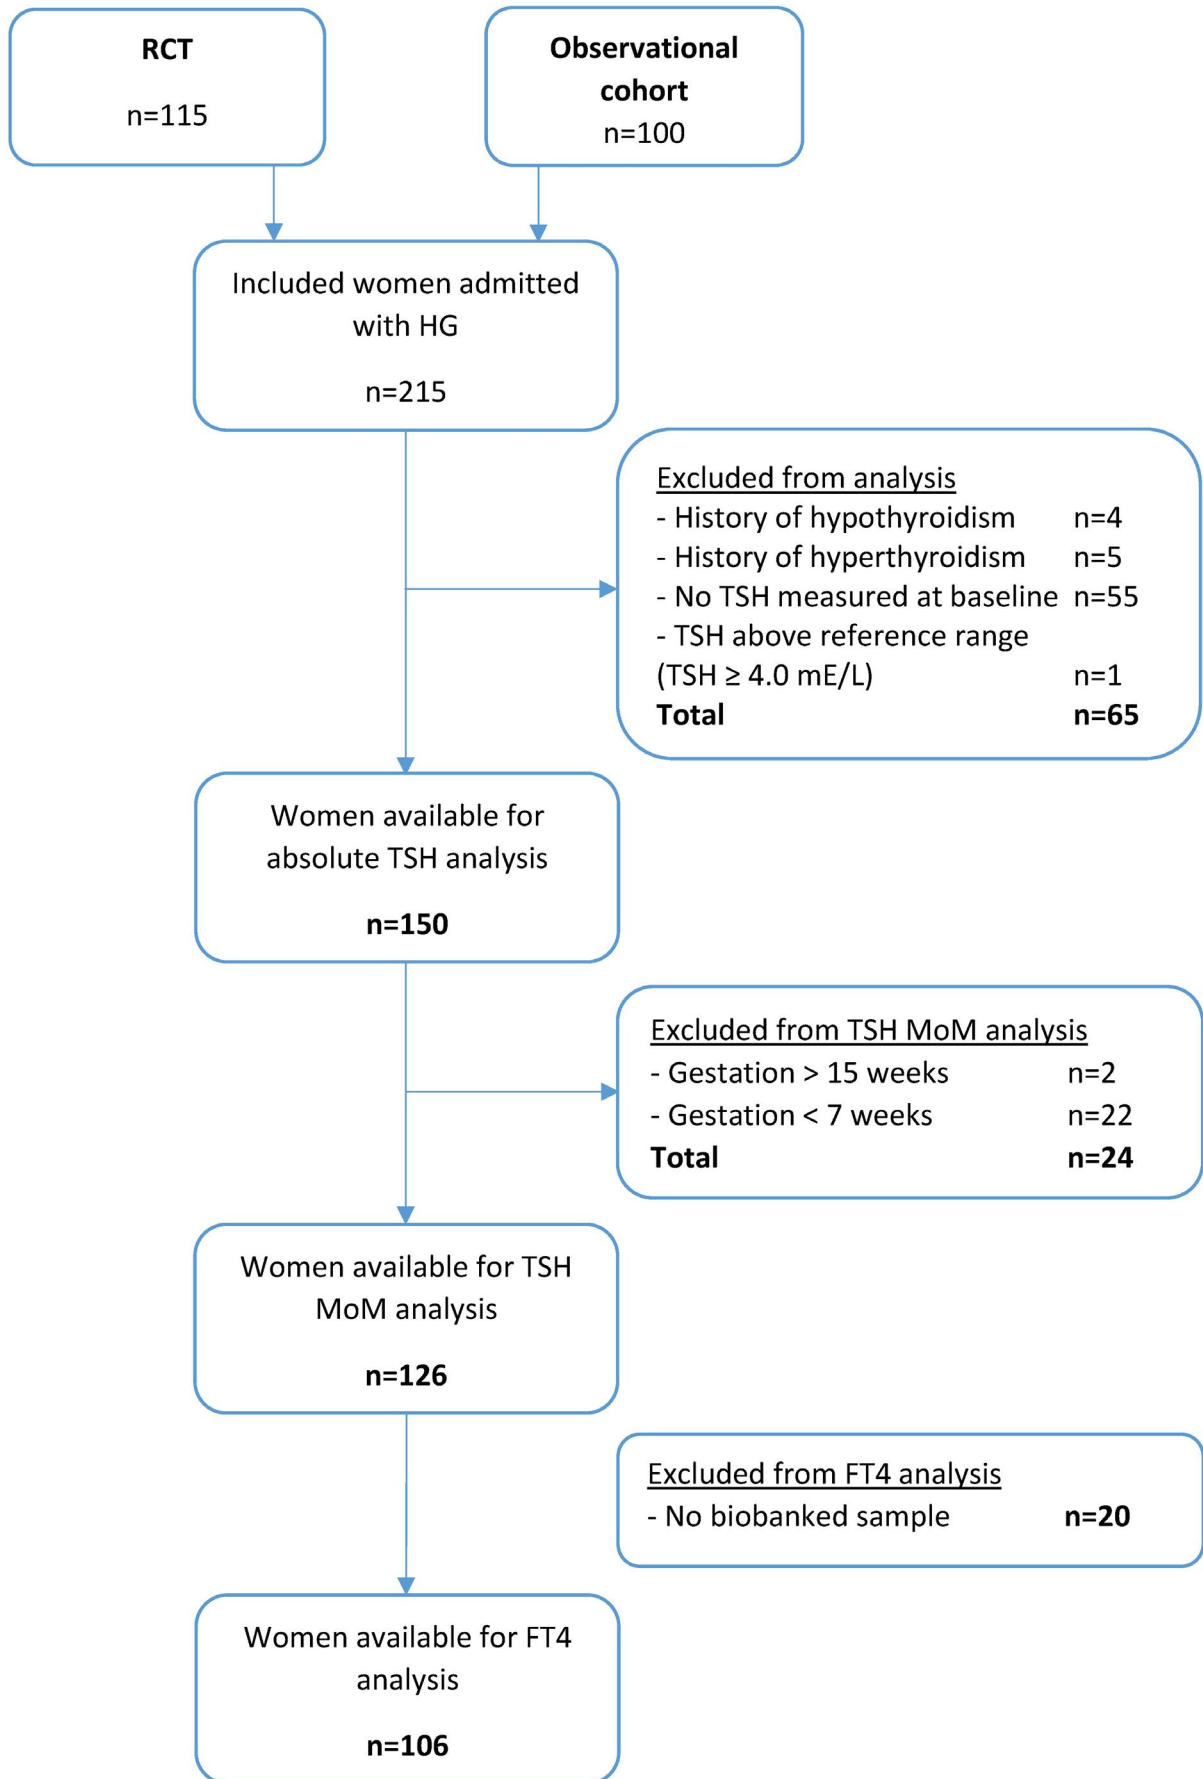 RCT
n=115
Observational
cohort
n=100
Included women admitted
with HG
n=215
Excluded from analysis
- History of hypothyroidism n=4
- History of hyperthyroidism n=5
- No TSH measured at baseline n=55
- TSH above reference range
(TSH ≥ 4.0 mE/L) n=1
Total n=65
Women available for
absolute TSH analysis
n=150
Excluded from TSH MoM analysis
- Gestation > 15 weeks n=2
- Gestation < 7 weeks n=22
Total n=24
Women available for TSH
MoM analysis
n=126
Excluded from FT4 analysis
- No biobanked sample n=20
Women available for FT4
analysis
n=106